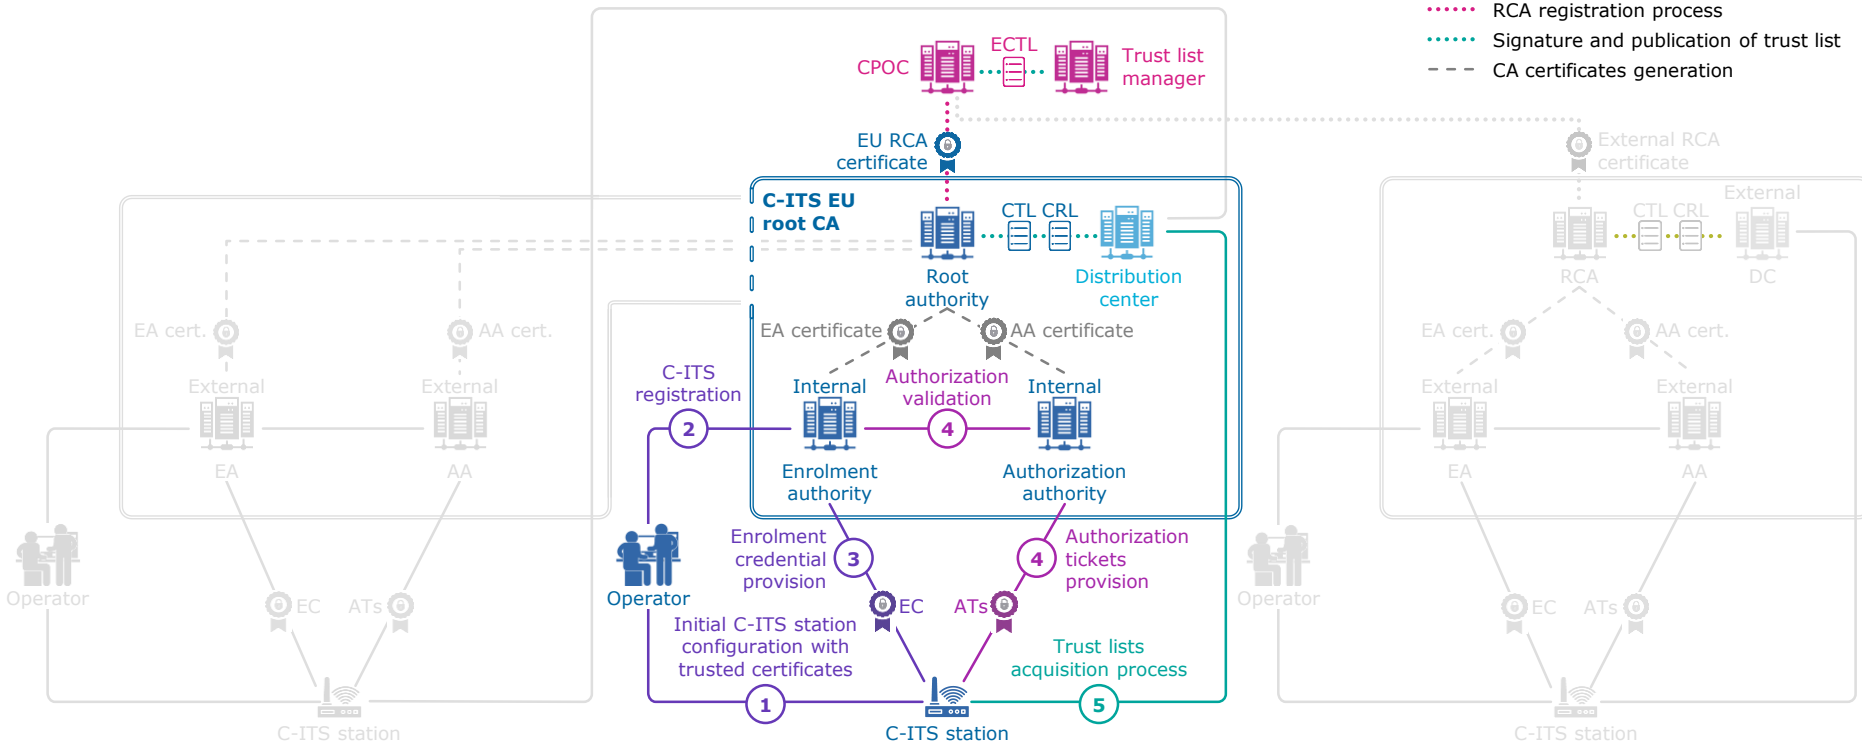 RCA registration process
Signature and publication of trust list
CA certificates generation
CPOC
ECTL
Trust list
manager
EU RCA
certificate
External RCA
certificate
C-ITS EU
root CA
CTL CRL
Root
authority
Distribution
center
External
CTL CRL
RCA
DC
EA cert.
AA cert.
EA certificate
AA certificate
EA cert.
AA cert.
External
External
C-ITS
registration
2
Internal
Authorization
validation
4
Internal
External
External
EA
AA
Enrolment
authority
Authorization
authority
EA
AA
Operator
Operator
Operator
Enrolment
credential
provision
3
4
Authorization
tickets
provision
EC
ATs
EC
ATs
EC
ATs
Initial C-ITS station
configuration with
trusted certificates
1
Trust lists
acquisition process
5
C-ITS station
C-ITS station
C-ITS station